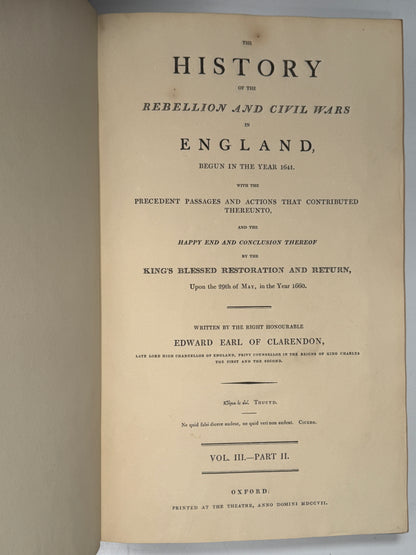 THE
HISTORY
OF THE
REBELLION AND CIVIL WARS
IN
ENGLAND,
BEGUN IN THE YEAR 1641.
WITH THE
PRECEDENT PASSAGES AND ACTIONS THAT CONTRIBUTED
THEREUNTO,
AND THE
HAPPY END AND CONCLUSION THEREOF
BY THE
KING'S BLESSED RESTORATION AND RETURN,
Upon the 29th of MAY, in the Year 1660.
WRITTEN BY THE RIGHT HONOURABLE
EDWARD EARL OF CLARENDON,
LATE LORD HIGH CHANCELLOR OF ENGLAND, PRIVY COUNSELLOR IN THE REIGNS OF KING CHARLES
THE FIRST AND THE SECOND.
Κτῆμα ἐς ἀεί. THUCYD.
Ne quid falsi dicere audeat, ne quid veri non audeat. CICERO.
VOL. III.—PART II.
OXFORD:
PRINTED AT THE THEATRE, ANNO DOMINI MDCCVII.